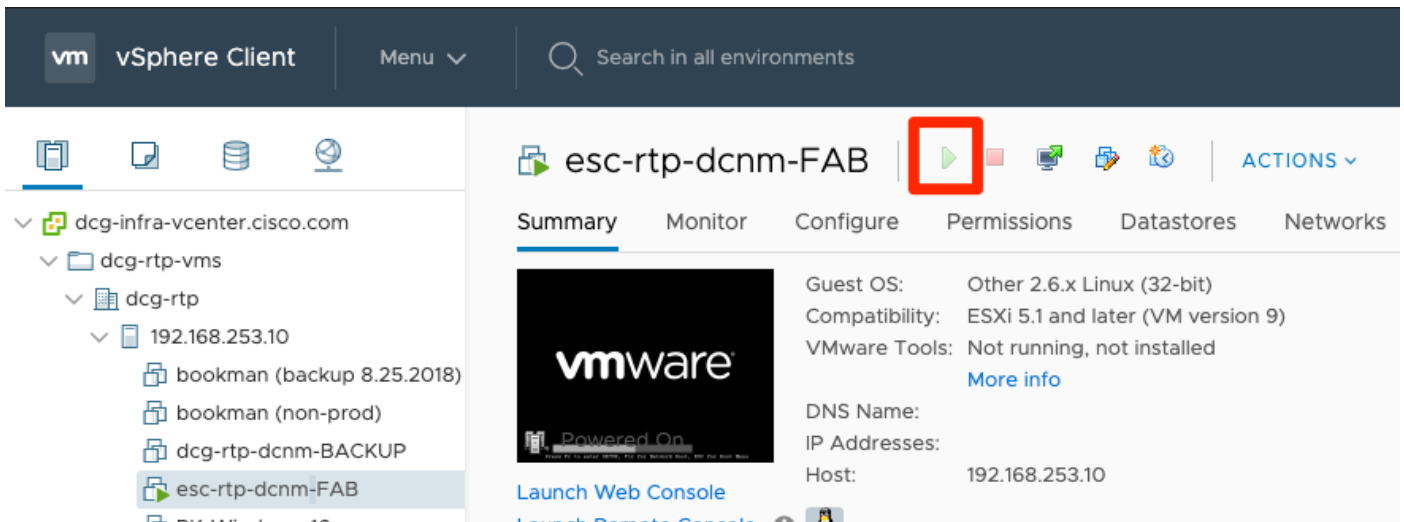 vm vSphere Client Menu Search in all environments
esc-rtp-dcnm-FAB ACTIONS
Summary Monitor Configure Permissions Datastores Networks
dcg-infra-vcenter.cisco.com
dcg-rtp-vms
dcg-rtp
192.168.253.10
bookman (backup 8.25.2018)
bookman (non-prod)
dcg-rtp-dcnm-BACKUP
esc-rtp-dcnm-FAB
vmware
Powered On
Launch Web Console
Launch Remote Console
Guest OS: Other 2.6.x Linux (32-bit)
Compatibility: ESXi 5.1 and later (VM version 9)
VMware Tools: Not running, not installed
More info
DNS Name:
IP Addresses:
Host: 192.168.253.10